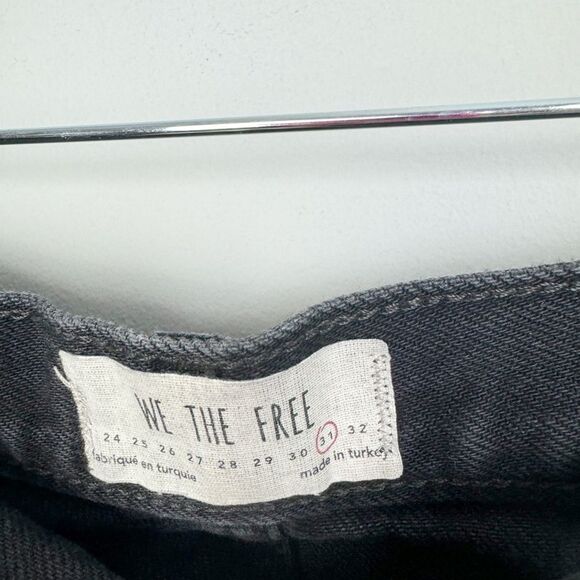 WE THE FREE
24 25 26 27 28 29 30 31 32
fabriqué en turquie made in turkey